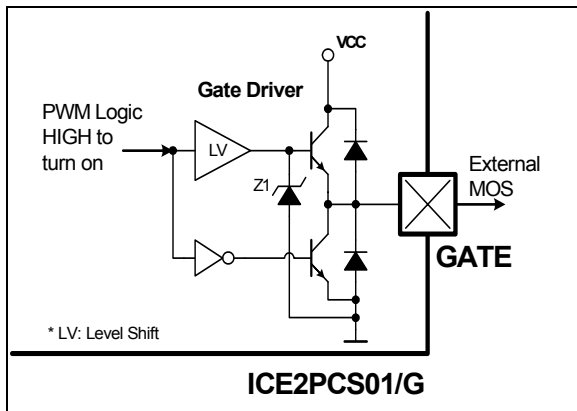 VCC
Gate Driver
PWM Logic
HIGH to
turn on
LV
Z1
External
MOS
GATE
* LV: Level Shift
ICE2PCS01/G